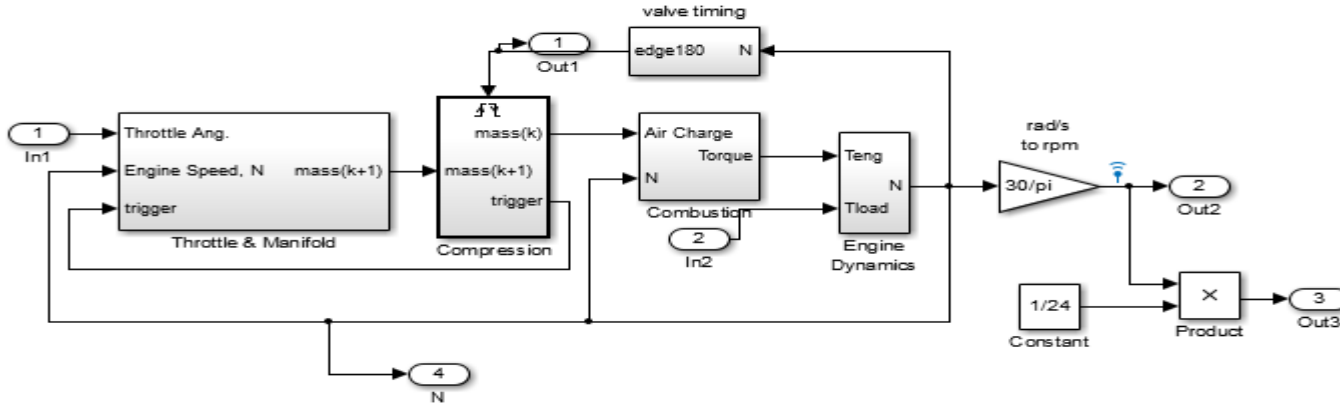 valve timing
1
Out1
edge180
N
1
In1
Throttle Ang.
Engine Speed, N
mass(k+1)
trigger
Throttle & Manifold
mass(k)
mass(k+1)
trigger
Compression
Air Charge
Torque
N
Combustion
2
In2
Teng
N
Tload
Engine
Dynamics
rad/s
to rpm
30/pi
2
Out2
1/24
Constant
×
Product
3
Out3
4
N